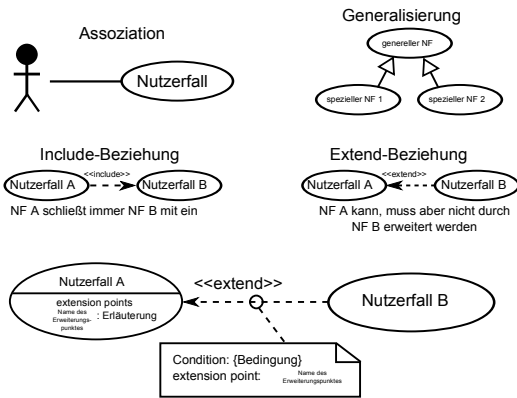 Assoziation
Nutzerfall
Generalisierung
genereller NF
spezieller NF 1
spezieller NF 2
Include-Beziehung
<<include>>
Nutzerfall A
Nutzerfall B
NF A schließt immer NF B mit ein
Extend-Beziehung
<<extend>>
Nutzerfall A
Nutzerfall B
NF A kann, muss aber nicht durch
NF B erweitert werden
Nutzerfall A
extension points
Name des
Erweiterungs-
punktes
: Erläuterung
<<extend>>
Nutzerfall B
Condition: {Bedingung}
extension point:
Name des
Erweiterungspunktes